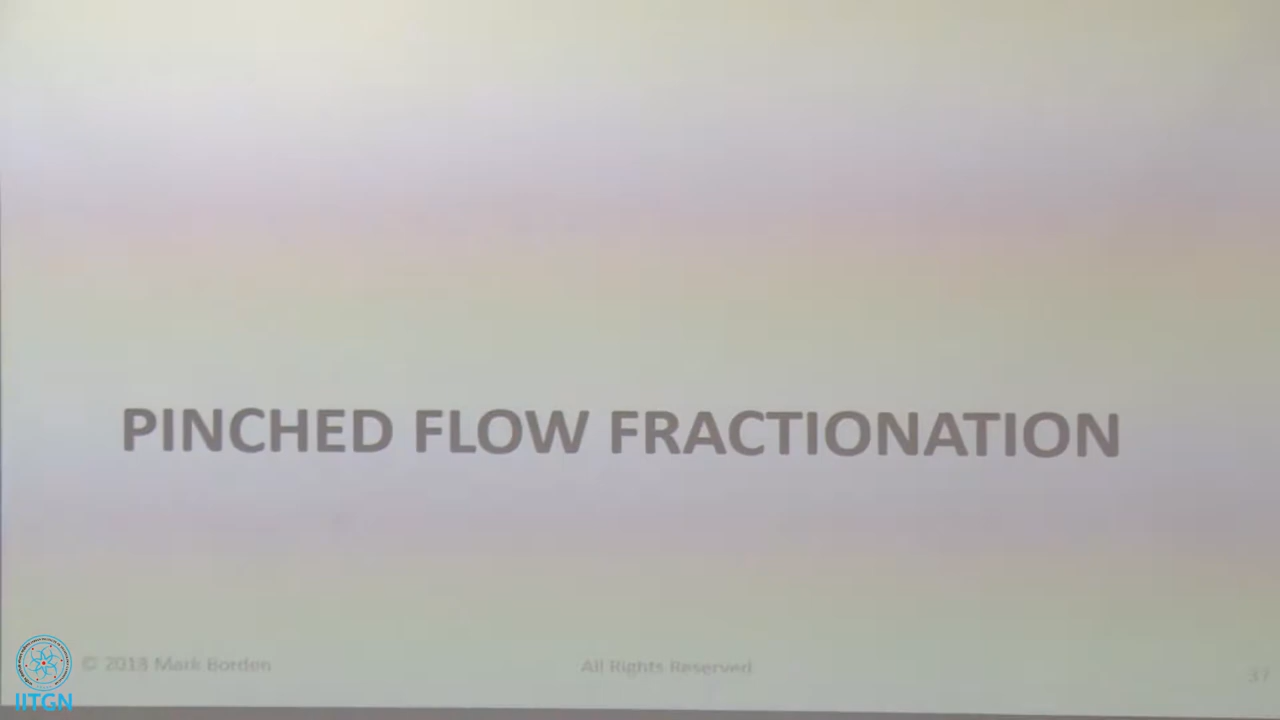 PINCHED FLOW FRACTIONATION
© 2018 Mark Borden
All Rights Reserved
37
IITGN